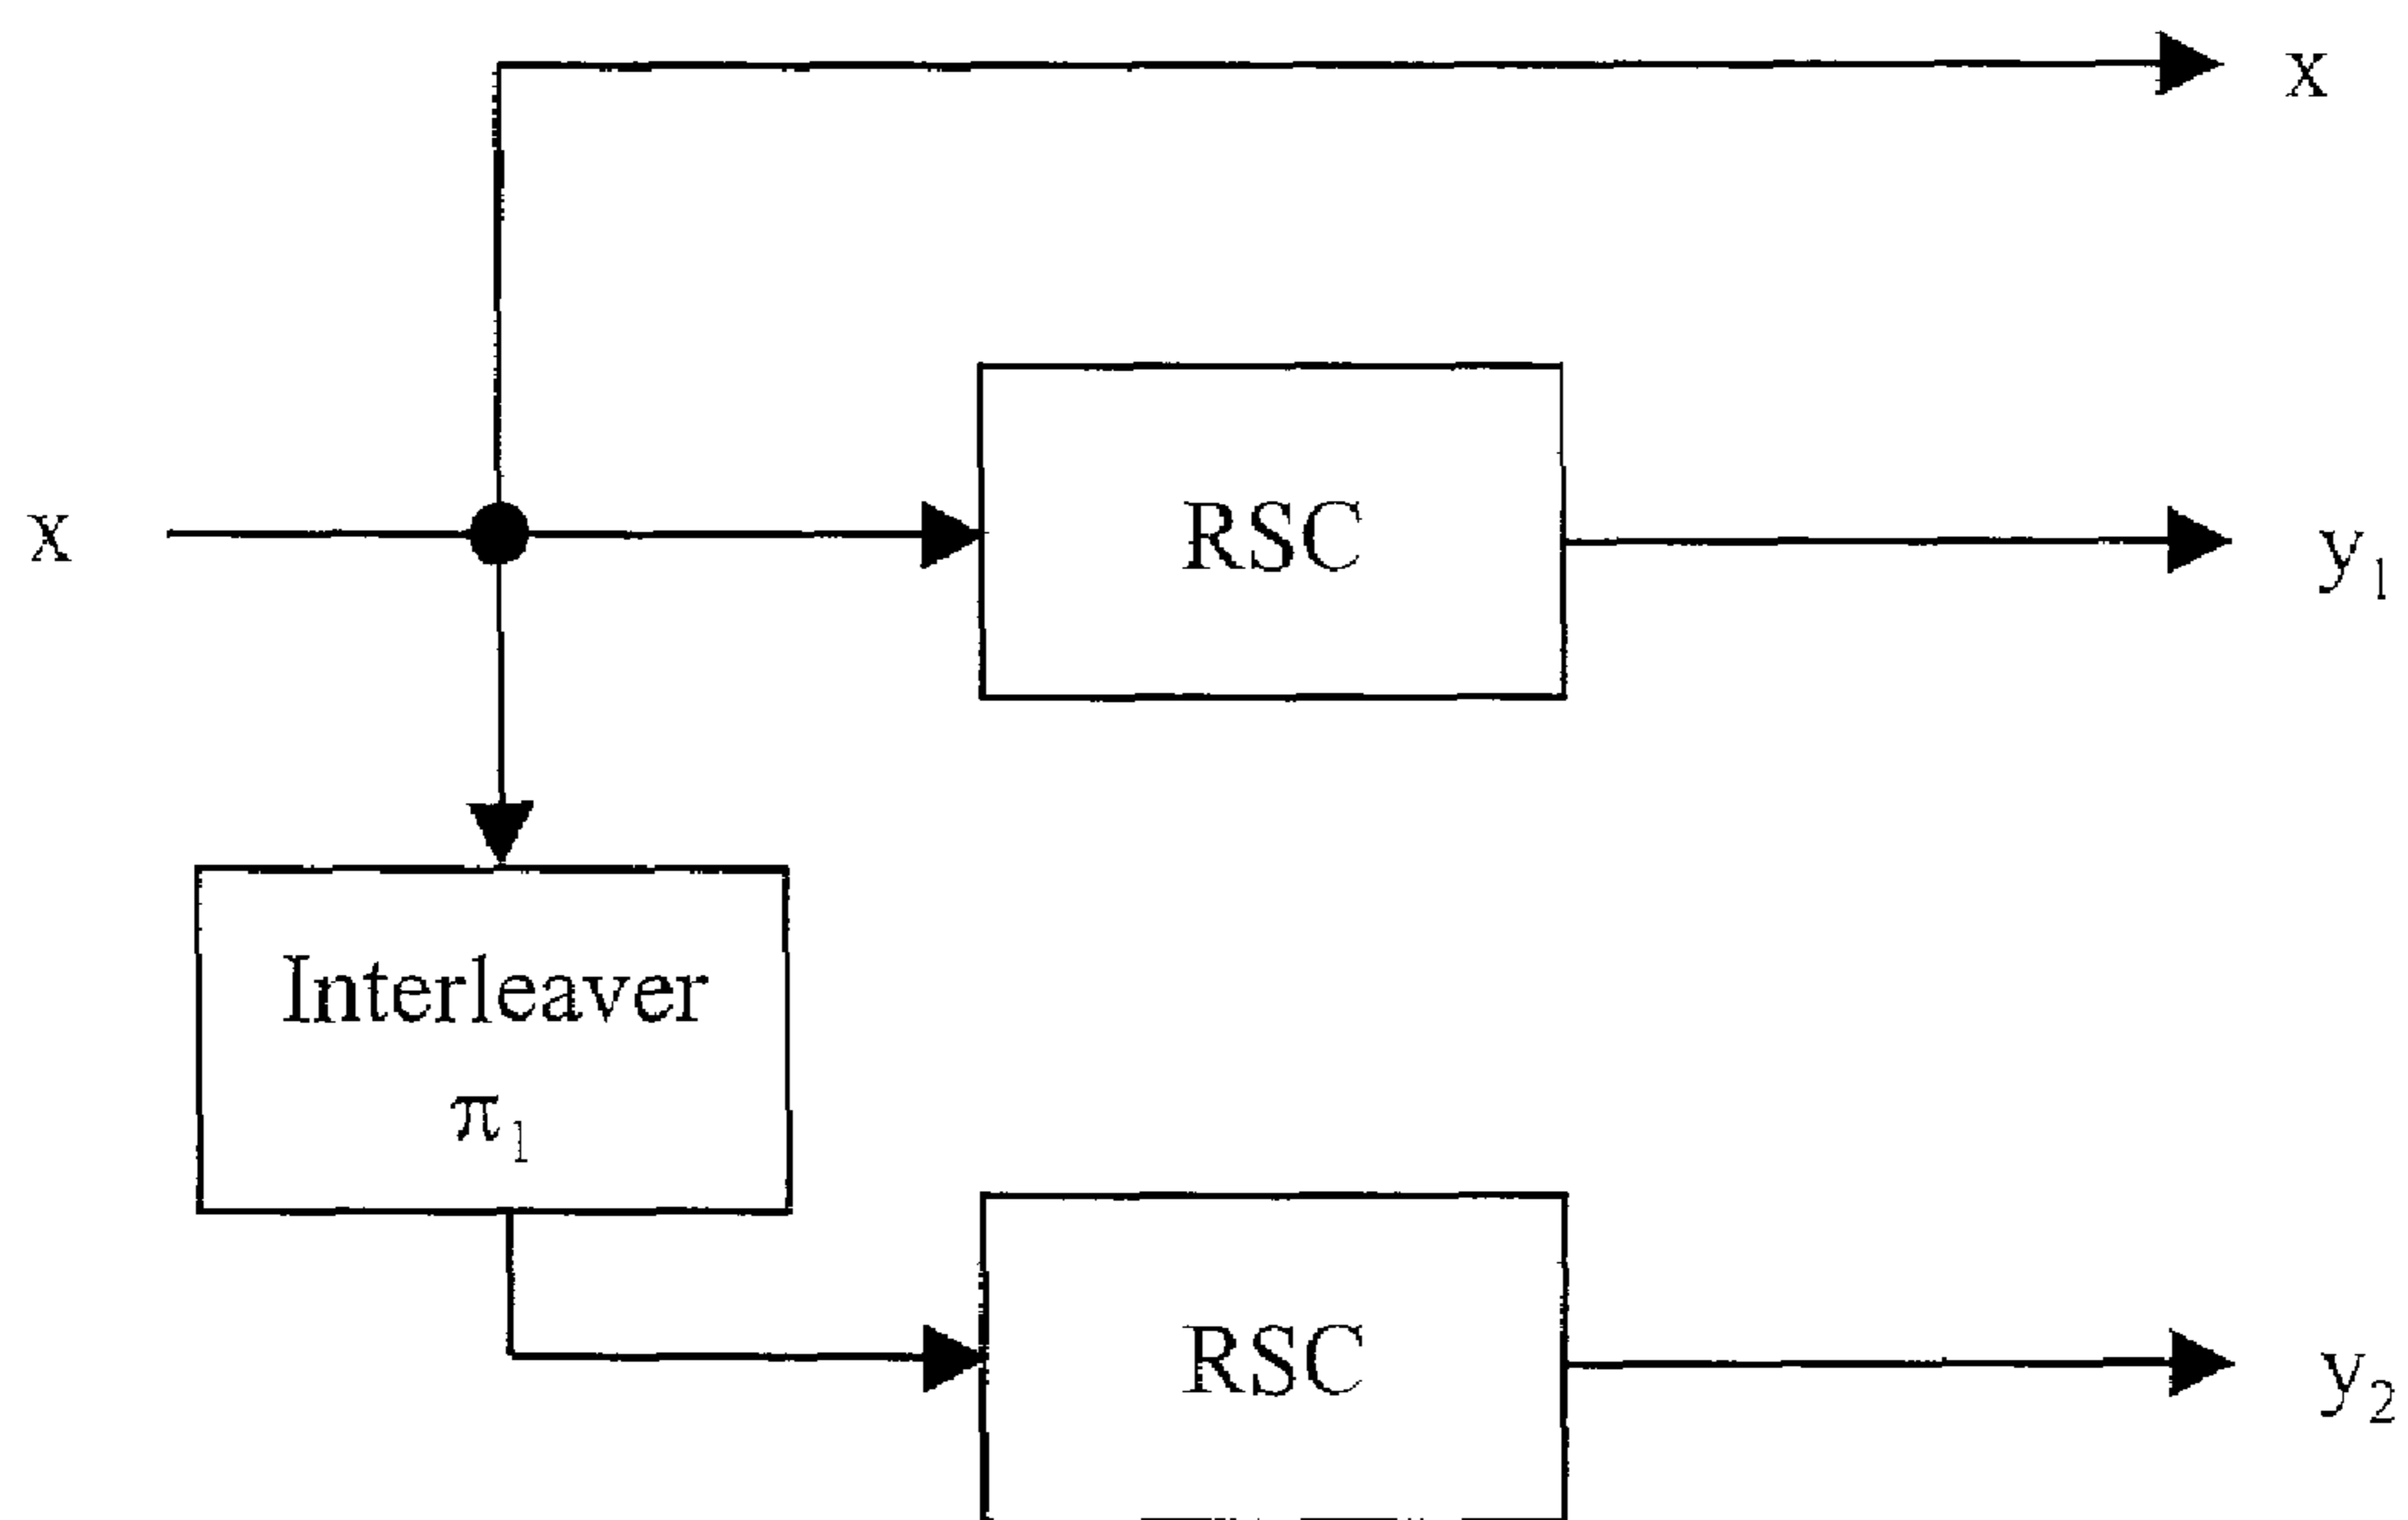 x
x
RSC
y₁
Interleaver
π₁
RSC
y₂